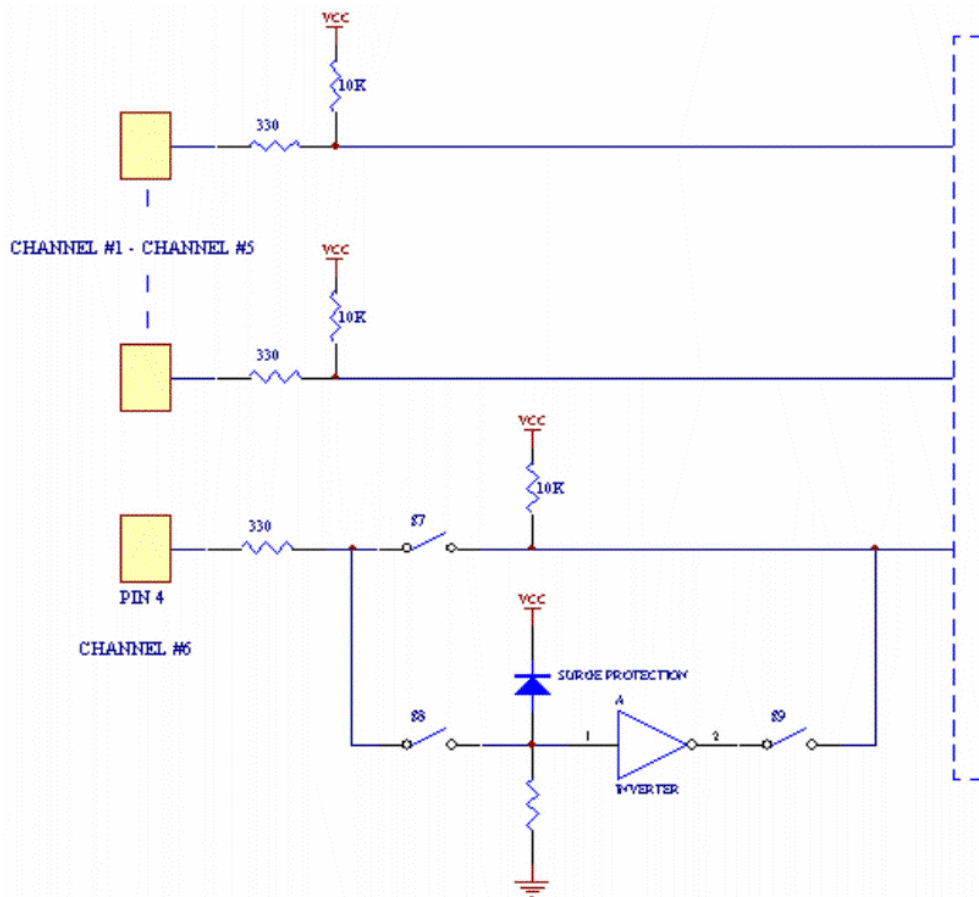 VCC
10K
330
CHANNEL #1 - CHANNEL #5
VCC
10K
330
VCC
10K
330
S7
PIN 4
CHANNEL #6
VCC
SURGE PROTECTION
S8
A
S9
1
2
INVERTER